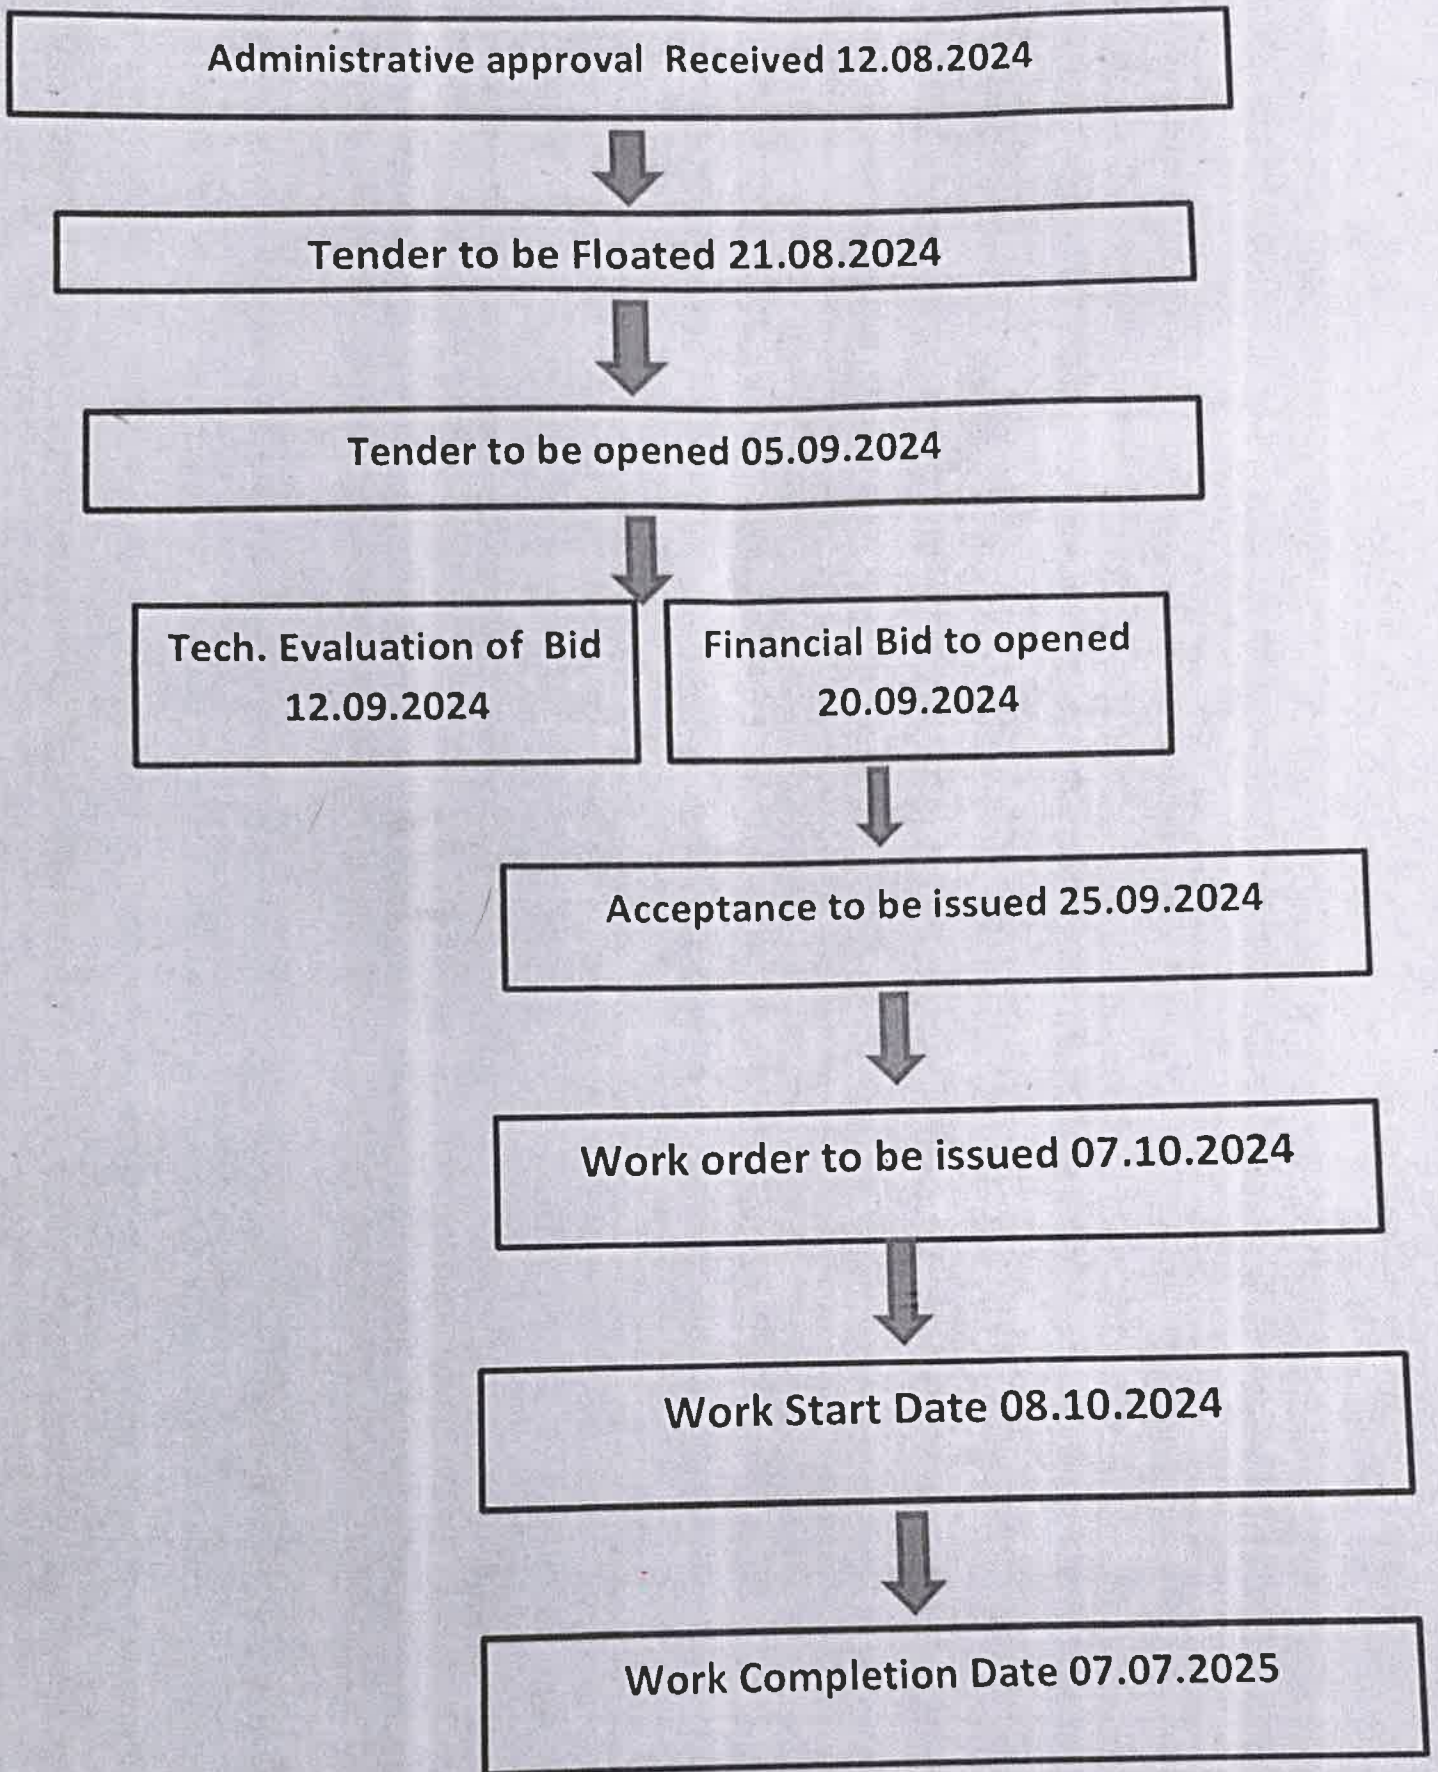 Administrative approval Received 12.08.2024
Tender to be Floated 21.08.2024
Tender to be opened 05.09.2024
Tech. Evaluation of Bid
12.09.2024
Financial Bid to opened
20.09.2024
Acceptance to be issued 25.09.2024
Work order to be issued 07.10.2024
Work Start Date 08.10.2024
Work Completion Date 07.07.2025